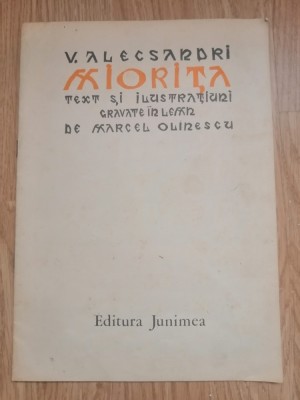 V. ALECSANDRI
MIORIȚA
TEXT ȘI ILUSTRAȚIUNI
GRAVATE ÎN LEMN
DE MARCEL OLINESCU
Editura Junimea